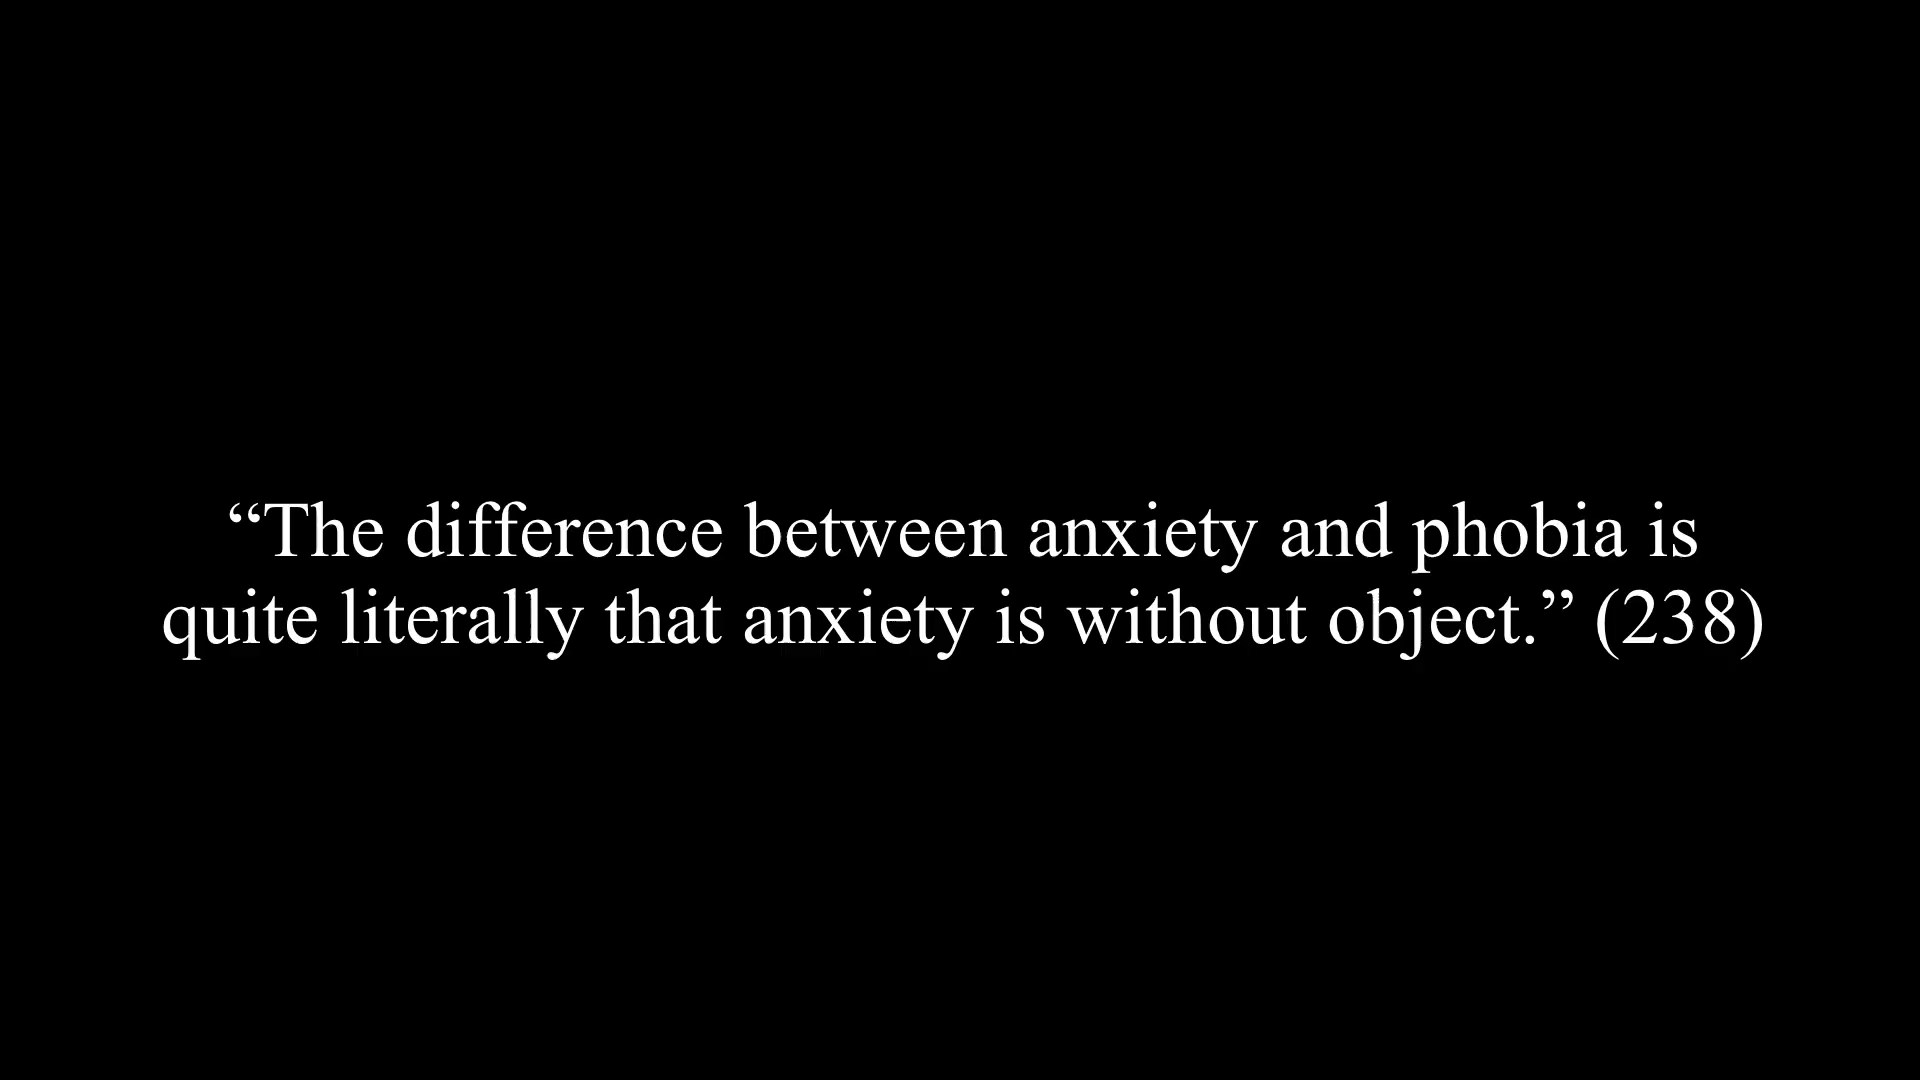 “The difference between anxiety and phobia is
quite literally that anxiety is without object.” (238)